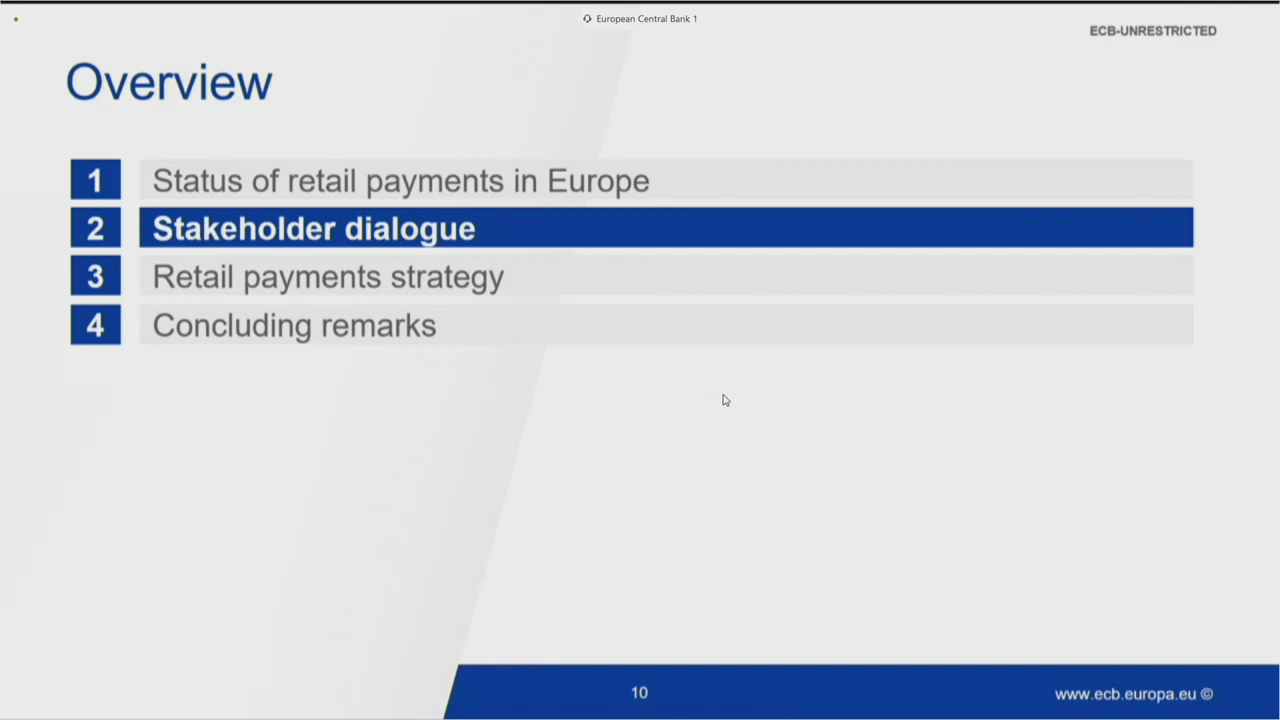 European Central Bank 1
ECB-UNRESTRICTED
Overview
1 Status of retail payments in Europe
2 Stakeholder dialogue
3 Retail payments strategy
4 Concluding remarks
10
www.ecb.europa.eu ©